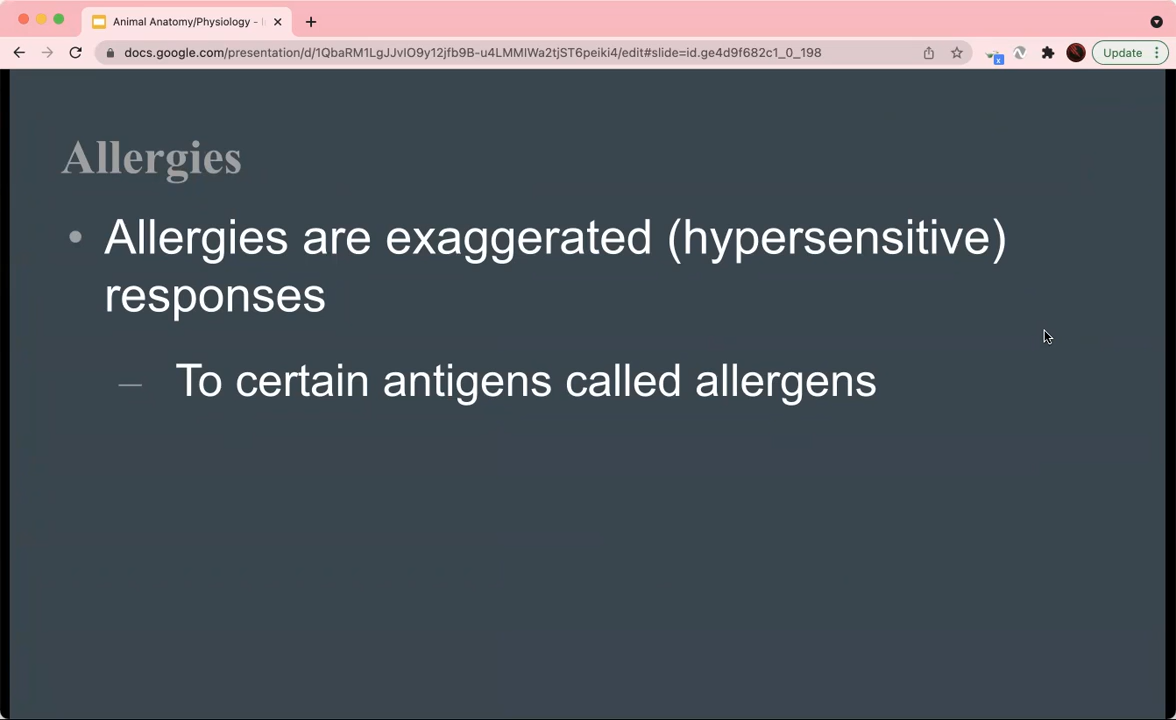 Animal Anatomy/Physiology -
docs.google.com/presentation/d/1QbaRM1LgJJvIO9y12jfb9B-u4LMMIWa2tjST6peiki4/edit#slide=id.ge4d9f682c1_0_198
x
Update
Allergies
• Allergies are exaggerated (hypersensitive)
responses
– To certain antigens called allergens